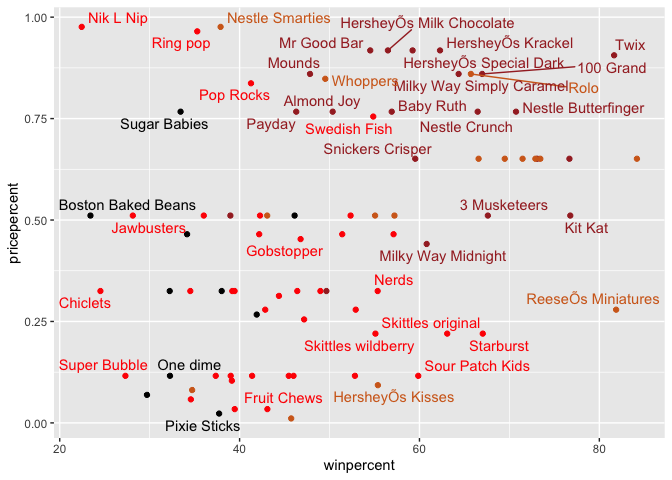 1.00
0.75
0.50
0.25
0.00
pricepercent
Nik L Nip
Nestle Smarties
HersheyÕs Milk Chocolate
Ring pop
Mr Good Bar
HersheyÕs Krackel
Twix
Mounds
HersheyÕs Special Dark
100 Grand
Pop Rocks
Whoppers
Milky Way Simply Caramel
Rolo
Almond Joy
Baby Ruth
Nestle Butterfinger
Sugar Babies
Payday
Swedish Fish
Nestle Crunch
Snickers Crisper
Boston Baked Beans
3 Musketeers
Jawbusters
Kit Kat
Gobstopper
Milky Way Midnight
Chiclets
Nerds
ReeseÕs Miniatures
Skittles original
Skittles wildberry
Starburst
Super Bubble
One dime
Sour Patch Kids
Fruit Chews
HersheyÕs Kisses
Pixie Sticks
20
40
60
80
winpercent